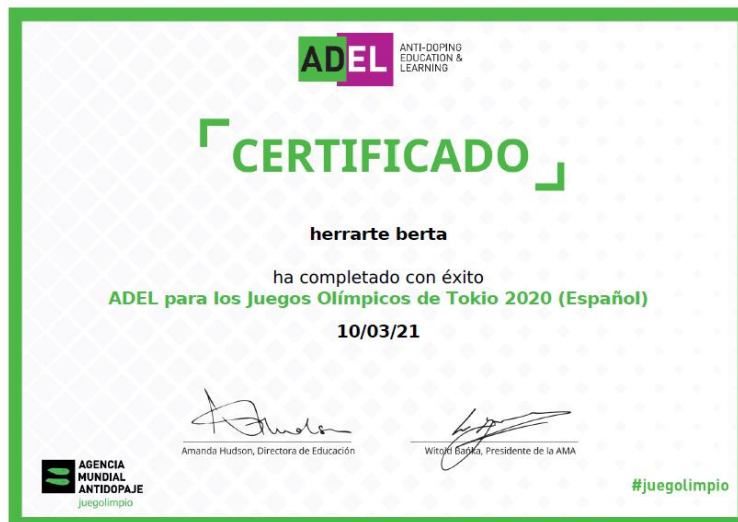 ADEL
ANTI-DOPING
EDUCATION &
LEARNING
CERTIFICADO
herrarte berta
ha completado con éxito
ADEL para los Juegos Olímpicos de Tokio 2020 (Español)
10/03/21
Amanda Hudson, Directora de Educación
Witold Bańka, Presidente de la AMA
AGENCIA
MUNDIAL
ANTIDOPAJE
juegolimpio
#juegolimpio